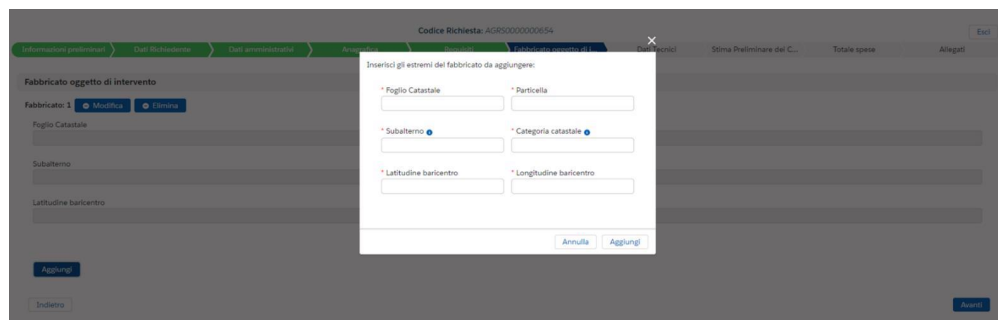 Codice Richiesta: AGRS0000000654
Esci
Informazioni preliminari
Dati Richiedente
Dati amministrativi
Anagrafica
Requisiti
Fabbricato oggetto di i...
Dati Tecnici
Stima Preliminare del C...
Totale spese
Allegati
Fabbricato oggetto di intervento
Fabbricato: 1 Modifica Elimina
Foglio Catastale
Subalterno
Latitudine baricentro
Aggiungi
Indietro
Avanti
Inserisci gli estremi del fabbricato da aggiungere:
* Foglio Catastale * Particella
* Subalterno * Categoria catastale
* Latitudine baricentro * Longitudine baricentro
Annulla Aggiungi